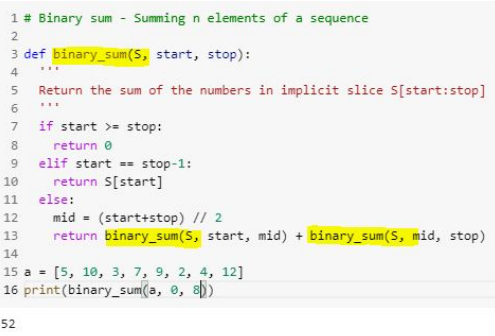 1 # Binary sum - Summing n elements of a sequence
2
3 def binary_sum(S, start, stop):
4   '''
5   Return the sum of the numbers in implicit slice S[start:stop]
6   '''
7   if start >= stop:
8     return 0
9   elif start == stop-1:
10     return S[start]
11   else:
12     mid = (start+stop) // 2
13     return binary_sum(S, start, mid) + binary_sum(S, mid, stop)
14
15 a = [5, 10, 3, 7, 9, 2, 4, 12]
16 print(binary_sum(a, 0, 8))
52